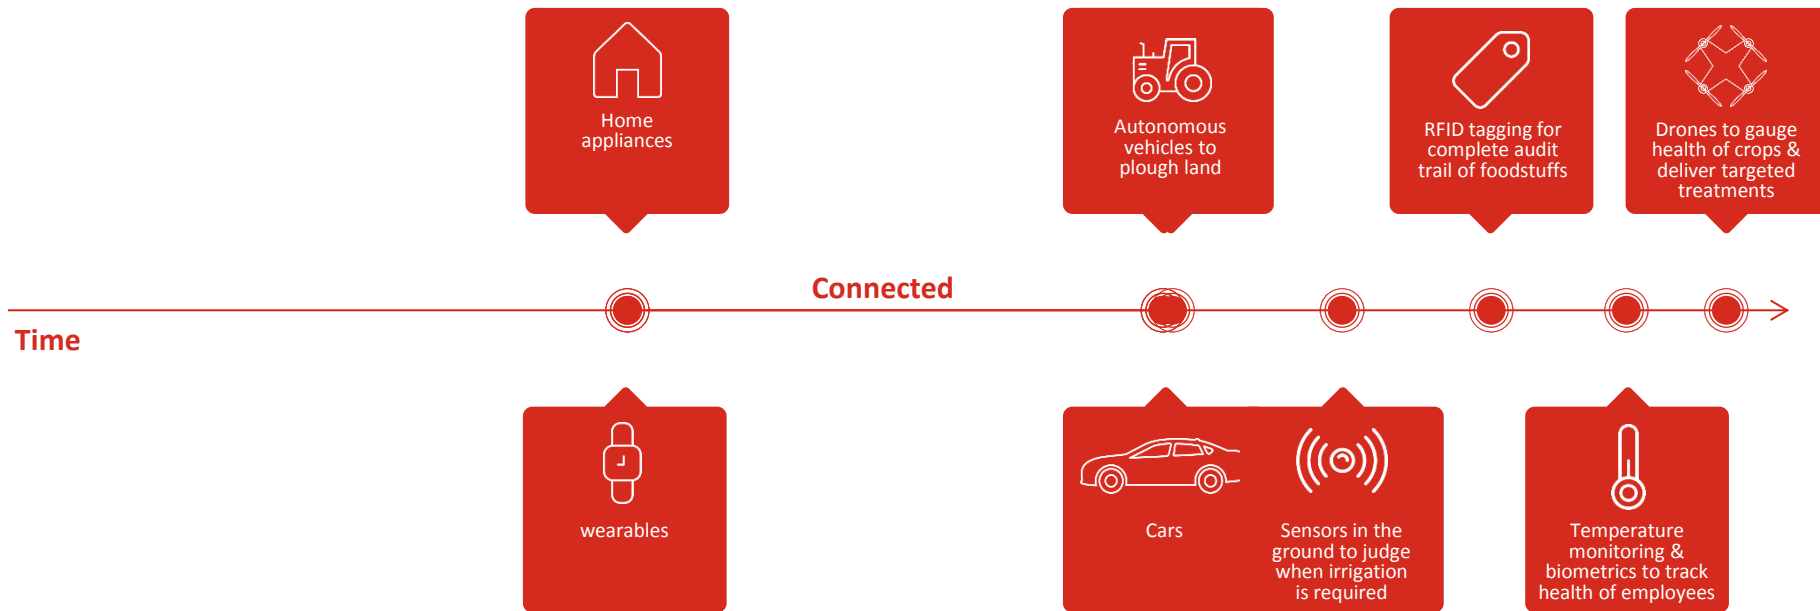 Home
appliances
Autonomous
vehicles to
plough land
RFID tagging for
complete audit
trail of foodstuffs
Drones to gauge
health of crops &
deliver targeted
treatments
Connected
Time
wearables
Cars
Sensors in the
ground to judge
when irrigation
is required
Temperature
monitoring &
biometrics to track
health of employees